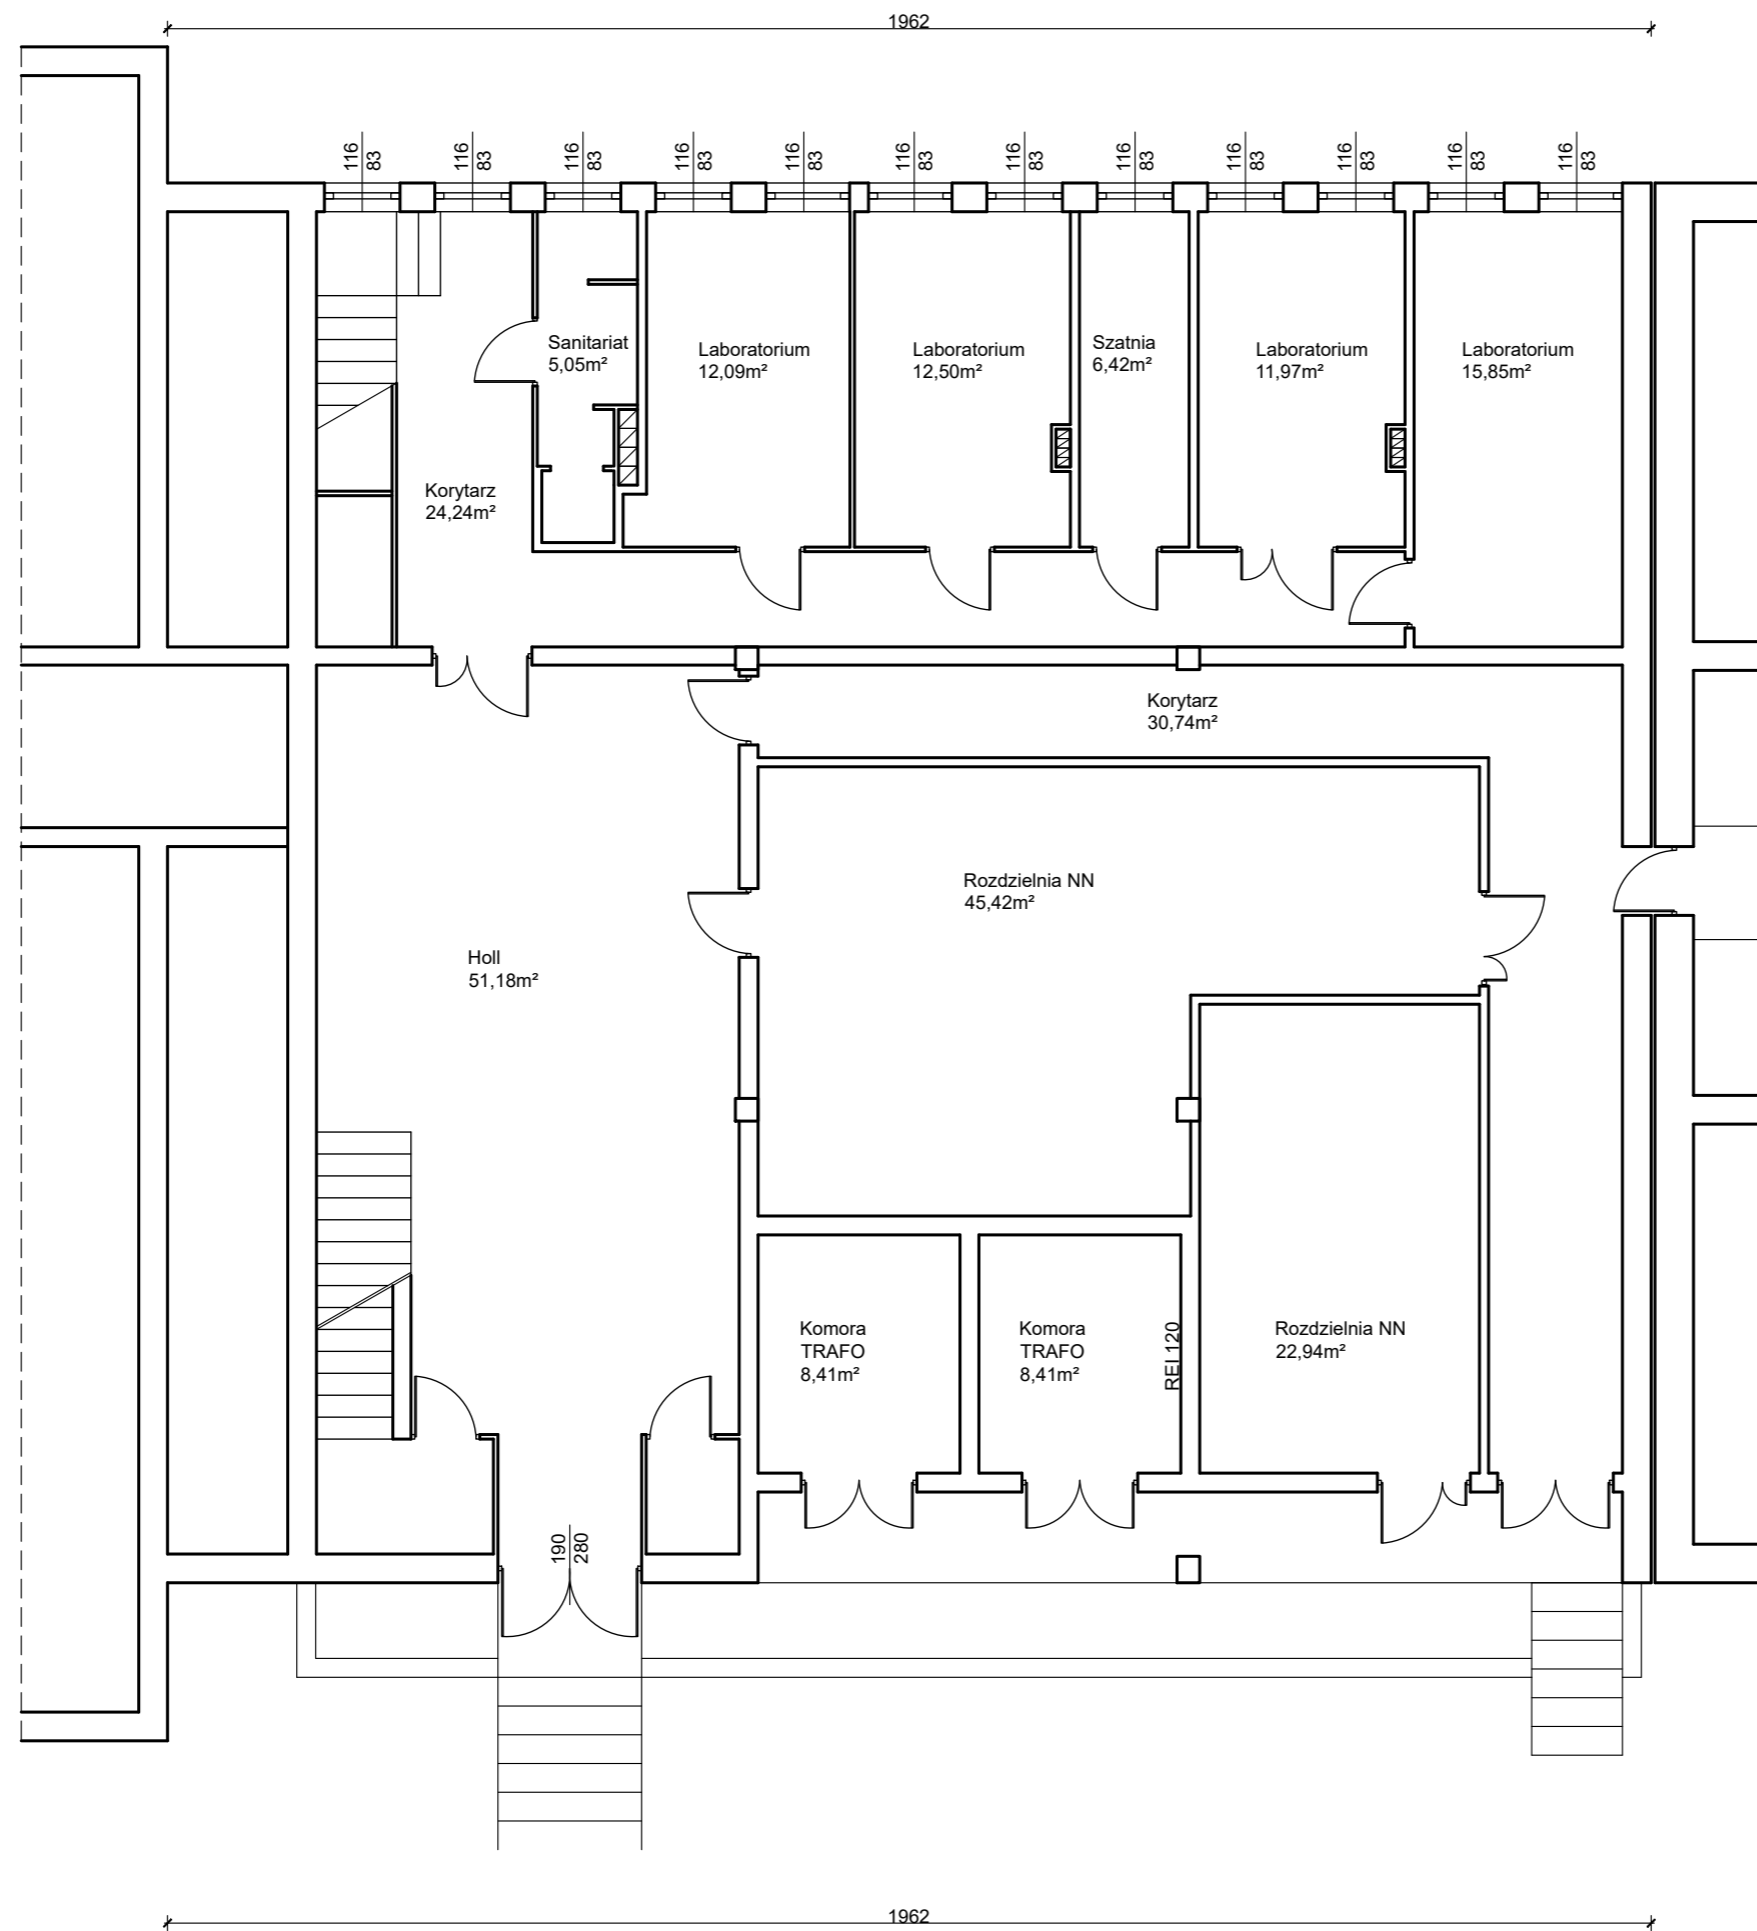 1962
116 116 116 116 116 116 116 116 116 116 116 116
83 83 83 83 83 83 83 83 83 83 83 83
Sanitariat
5,05m²
Laboratorium
12,09m²
Laboratorium
12,50m²
Szatnia
6,42m²
Laboratorium
11,97m²
Laboratorium
15,85m²
Korytarz
24,24m²
Korytarz
30,74m²
Rozdzielnia NN
45,42m²
Holl
51,18m²
Komora
TRAFO
8,41m²
Komora
TRAFO
8,41m²
REI 120
Rozdzielnia NN
22,94m²
190
280
1962